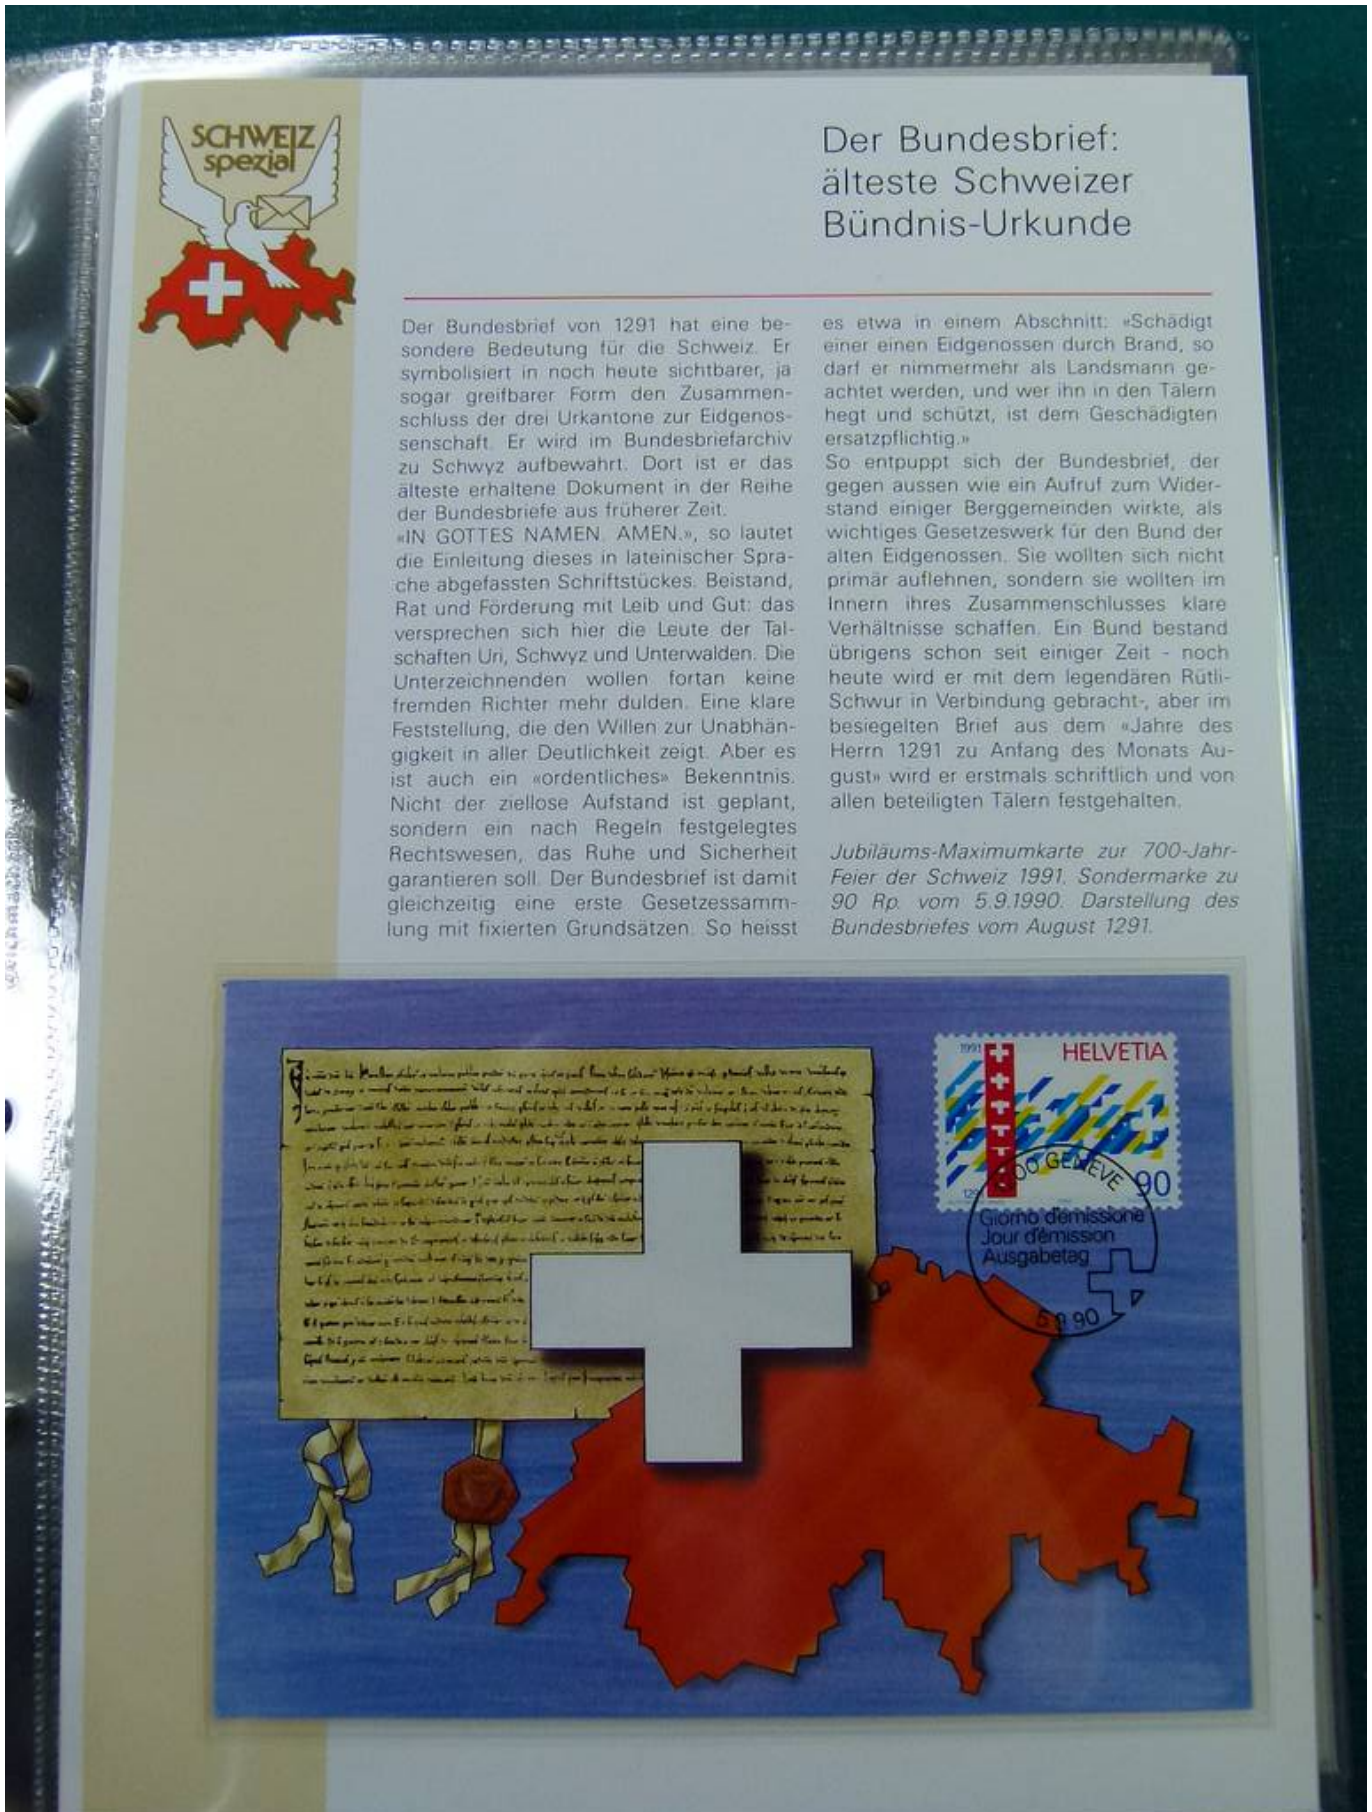 SCHWEIZ
spezial
Der Bundesbrief:
älteste Schweizer
Bündnis-Urkunde
Der Bundesbrief von 1291 hat eine be-
sondere Bedeutung für die Schweiz. Er
symbolisiert in noch heute sichtbarer, ja
sogar greifbarer Form den Zusammen-
schluss der drei Urkantone zur Eidgenos-
senschaft. Er wird im Bundesbriefarchiv
zu Schwyz aufbewahrt. Dort ist er das
älteste erhaltene Dokument in der Reihe
der Bundesbriefe aus früherer Zeit.
«IN GOTTES NAMEN. AMEN.», so lautet
die Einleitung dieses in lateinischer Spra-
che abgefassten Schriftstückes. Beistand,
Rat und Förderung mit Leib und Gut: das
versprechen sich hier die Leute der Tal-
schaften Uri, Schwyz und Unterwalden. Die
Unterzeichnenden wollen fortan keine
fremden Richter mehr dulden. Eine klare
Feststellung, die den Willen zur Unabhän-
gigkeit in aller Deutlichkeit zeigt. Aber es
ist auch ein «ordentliches» Bekenntnis.
Nicht der ziellose Aufstand ist geplant,
sondern ein nach Regeln festgelegtes
Rechtswesen, das Ruhe und Sicherheit
garantieren soll. Der Bundesbrief ist damit
gleichzeitig eine erste Gesetzessamm-
lung mit fixierten Grundsätzen. So heisst
es etwa in einem Abschnitt: «Schädigt
einer einen Eidgenossen durch Brand, so
darf er nimmermehr als Landsmann ge-
achtet werden, und wer ihn in den Tälern
hegt und schützt, ist dem Geschädigten
ersatzpflichtig.»
So entpuppt sich der Bundesbrief, der
gegen aussen wie ein Aufruf zum Wider-
stand einiger Berggemeinden wirkte, als
wichtiges Gesetzeswerk für den Bund der
alten Eidgenossen. Sie wollten sich nicht
primär auflehnen, sondern sie wollten im
Innern ihres Zusammenschlusses klare
Verhältnisse schaffen. Ein Bund bestand
übrigens schon seit einiger Zeit - noch
heute wird er mit dem legendären Rütli-
Schwur in Verbindung gebracht-, aber im
besiegelten Brief aus dem «Jahre des
Herrn 1291 zu Anfang des Monats Au-
gust» wird er erstmals schriftlich und von
allen beteiligten Tälern festgehalten.
Jubiläums-Maximumkarte zur 700-Jahr-
Feier der Schweiz 1991. Sondermarke zu
90 Rp. vom 5.9.1990. Darstellung des
Bundesbriefes vom August 1291.
1991
HELVETIA
90
GENÈVE
Giorno d'emissione
Jour d'émission
Ausgabetag
5.9.90